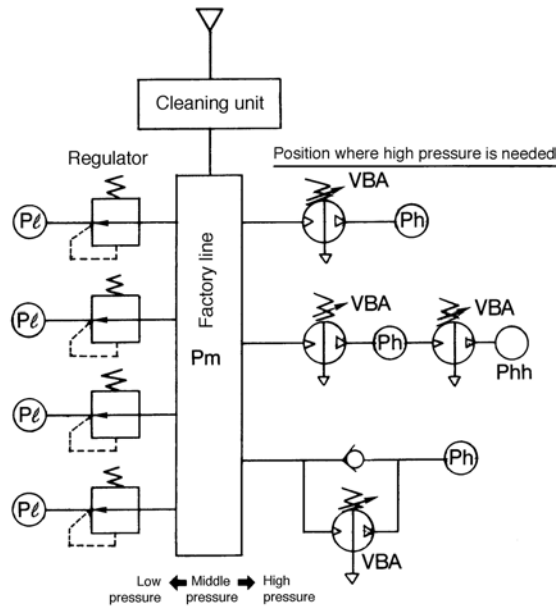 Cleaning unit
Regulator
Position where high pressure is needed
VBA
Pℓ
Ph
Factory line
Pℓ
VBA
VBA
Pm
Ph
Phh
Pℓ
Ph
Pℓ
VBA
Low pressure
Middle pressure
High pressure